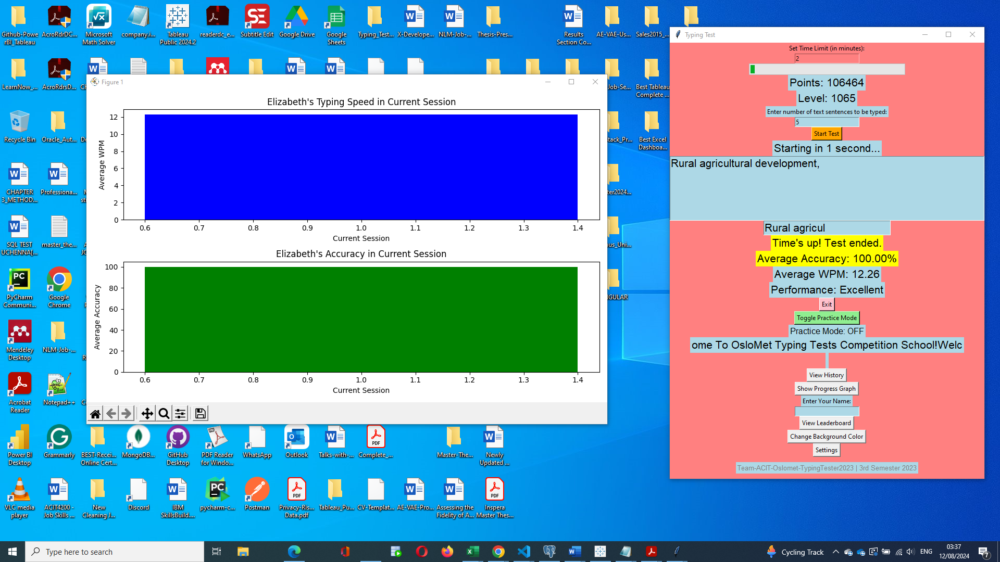 Github-Powe
rBI_Tableau
AcroRdrDC...
Microsoft
Math Solver
company.i...
Tableau
Public 2024.2
readerdc_e...
Subtitle Edit
Google Drive
Google
Sheets
Typing_Test...
X-Develope...
NLM-Job-...
Thesis-Pres...
Results
Section Co...
AE-VAE-Us...
Sales2015_...
LearnNow_...
AcroRdrsD...
Job-Se...
Best Tableau
Complete ...
Recycle Bin
Oracle_Aut...
tack_Pr...
Best Excel
Dashboa...
CHAPTER
3_METHOD...
Professiona...
ter2024...
SQL TEST
UCHENNA[...
master_the...
us_Uni...
PyCharm
Communi...
Google
Chrome
GULAR
Mendeley
Desktop
NLM-Job-...
Acrobat
Reader
Notepad++
Power BI
Desktop
Grammarly
BEST-Recei...
Online Cert...
MongoDB...
GitHub
Desktop
PDF Reader
for Windo...
WhatsApp
Outlook
Talks-with-...
Complete_...
Master-The...
Newly
Updated ...
VLC media
player
ACIT4200 -
Job Skills ...
New
Cleaning J...
Discord
IBM
SkillsBuild....
pycharm-c...
Postman
Privacy-Ris...
Data.pdf
Tableau_Pu...
CV-Templat...
AE-VAE-Pro...
Assessing the
Fidelity of A...
Inspera
Master Thes...
Figure 1
Elizabeth's Typing Speed in Current Session
Average WPM
12
10
8
6
4
2
0
0.6 0.7 0.8 0.9 1.0 1.1 1.2 1.3 1.4
Current Session
Elizabeth's Accuracy in Current Session
Average Accuracy
100
80
60
40
20
0
0.6 0.7 0.8 0.9 1.0 1.1 1.2 1.3 1.4
Current Session
Typing Test
Set Time Limit (in minutes):
2
Points: 106464
Level: 1065
Enter number of text sentences to be typed:
5
Start Test
Starting in 1 second...
Rural agricultural development,
Rural agricul
Time's up! Test ended.
Average Accuracy: 100.00%
Average WPM: 12.26
Performance: Excellent
Exit
Toggle Practice Mode
Practice Mode: OFF
ome To OsloMet Typing Tests Competition School!Welc
View History
Show Progress Graph
Enter Your Name:
View Leaderboard
Change Background Color
Settings
Team-ACIT-Oslomet-TypingTester2023 | 3rd Semester 2023
Type here to search
Cycling Track
ENG
03:37
12/08/2024
7